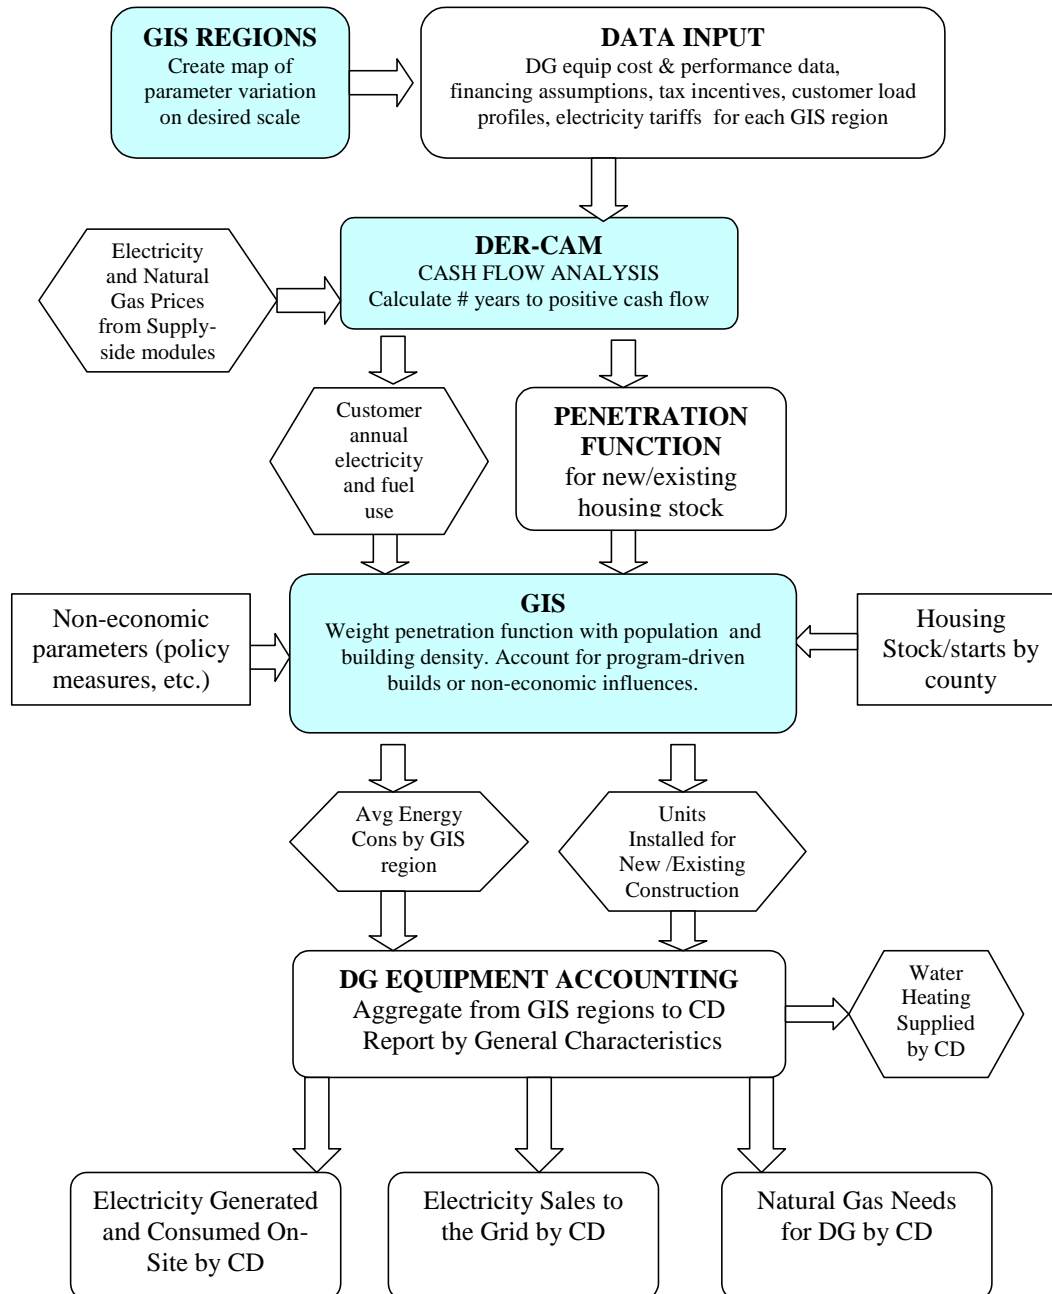 GIS REGIONS
Create map of
parameter variation
on desired scale
DATA INPUT
DG equip cost & performance data,
financing assumptions, tax incentives, customer load
profiles, electricity tariffs for each GIS region
Electricity
and Natural
Gas Prices
from Supply-
side modules
DER-CAM
CASH FLOW ANALYSIS
Calculate # years to positive cash flow
Customer
annual
electricity
and fuel
use
PENETRATION
FUNCTION
for new/existing
housing stock
Non-economic
parameters (policy
measures, etc.)
GIS
Weight penetration function with population and
building density. Account for program-driven
builds or non-economic influences.
Housing
Stock/starts by
county
Avg Energy
Cons by GIS
region
Units
Installed for
New /Existing
Construction
DG EQUIPMENT ACCOUNTING
Aggregate from GIS regions to CD
Report by General Characteristics
Water
Heating
Supplied
by CD
Electricity Generated
and Consumed On-
Site by CD
Electricity Sales to
the Grid by CD
Natural Gas Needs
for DG by CD